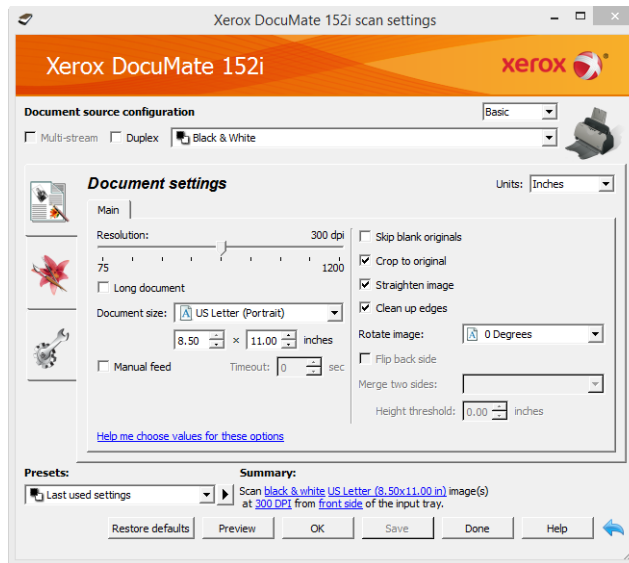 Xerox DocuMate 152i scan settings
Xerox DocuMate 152i
xerox
Document source configuration
Basic
Multi-stream Duplex Black & White
Document settings
Units: Inches
Main
Resolution: 300 dpi
75 1200
Long document
Document size: US Letter (Portrait)
8.50 × 11.00 inches
Manual feed Timeout: 0 sec
Skip blank originals
Crop to original
Straighten image
Clean up edges
Rotate image: 0 Degrees
Flip back side
Merge two sides:
Height threshold: 0.00 inches
Help me choose values for these options
Presets:
Last used settings
Summary:
Scan black & white US Letter (8.50x11.00 in) image(s)
at 300 DPI from front side of the input tray.
Restore defaults Preview OK Save Done Help